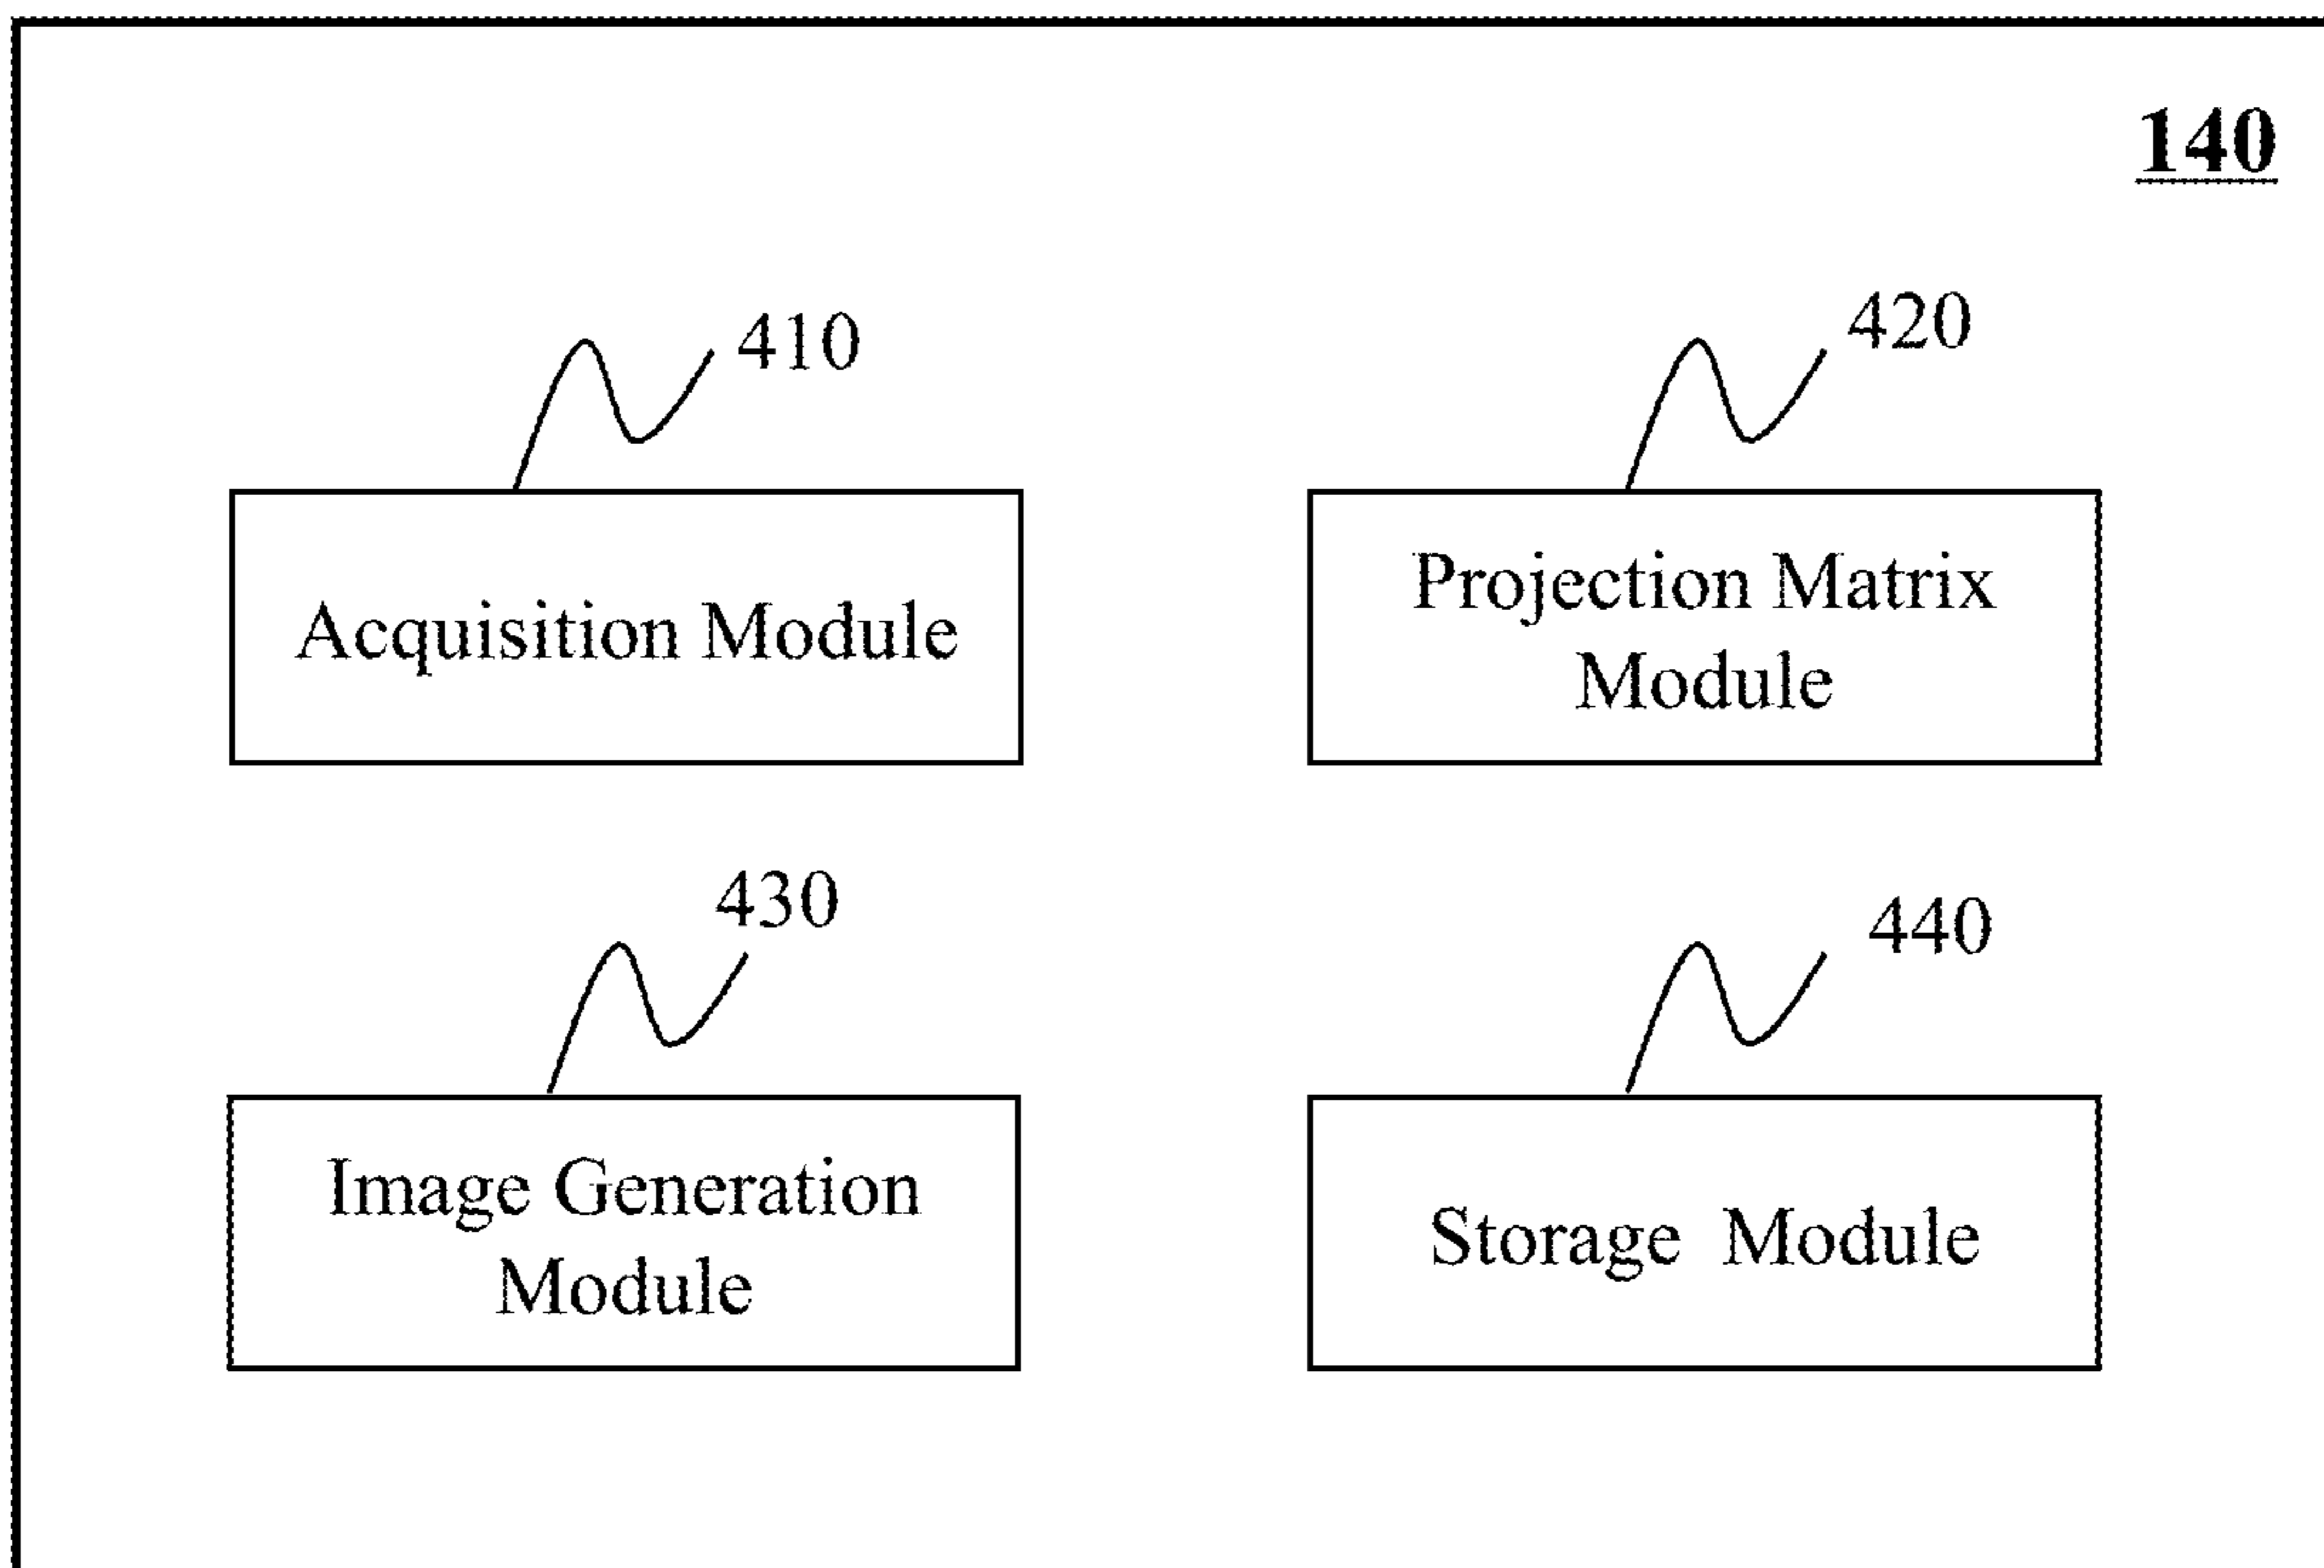 140
410
420
Acquisition Module
Projection Matrix
Module
430
440
Image Generation
Module
Storage Module